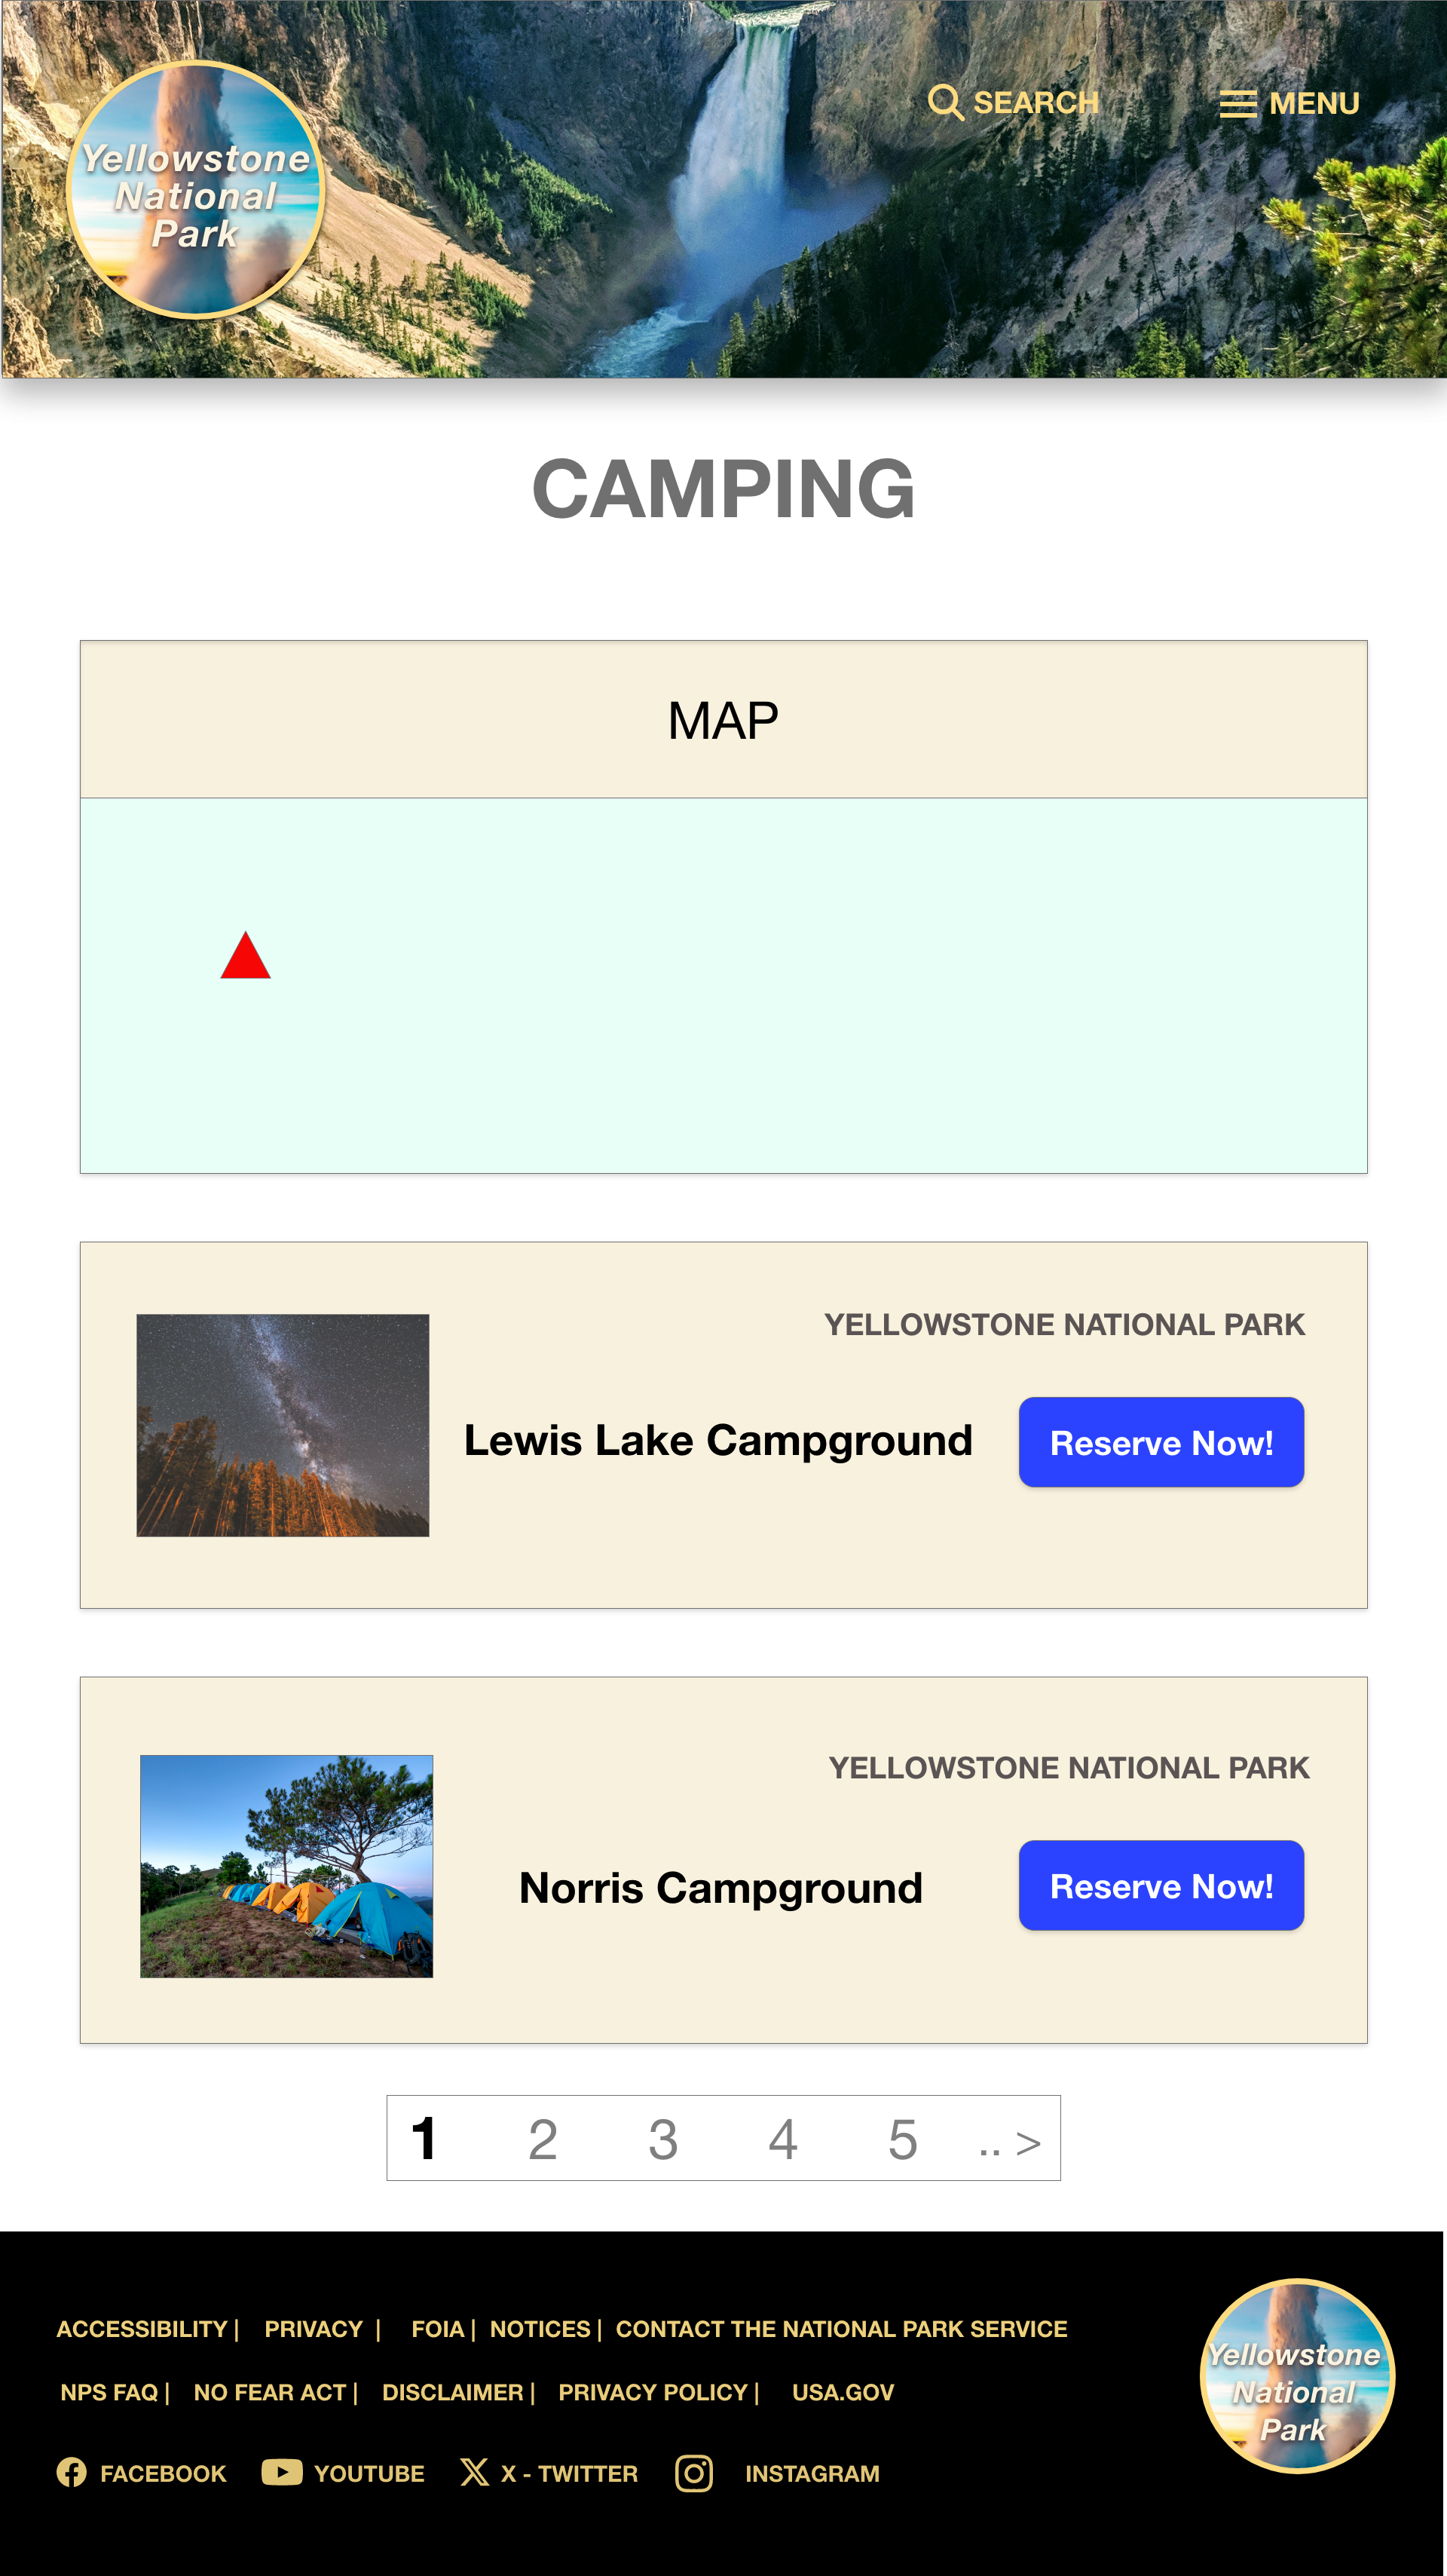 Yellowstone
National
Park
SEARCH
MENU
CAMPING
MAP
YELLOWSTONE NATIONAL PARK
Lewis Lake Campground
Reserve Now!
YELLOWSTONE NATIONAL PARK
Norris Campground
Reserve Now!
1 2 3 4 5 .. >
ACCESSIBILITY | PRIVACY | FOIA | NOTICES | CONTACT THE NATIONAL PARK SERVICE
NPS FAQ | NO FEAR ACT | DISCLAIMER | PRIVACY POLICY | USA.GOV
FACEBOOK YOUTUBE X - TWITTER INSTAGRAM
Yellowstone
National
Park